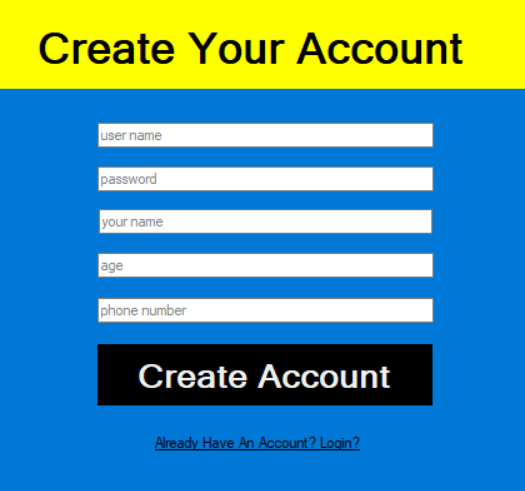 Create Your Account
user name
password
your name
age
phone number
Create Account
Already Have An Account? Login?